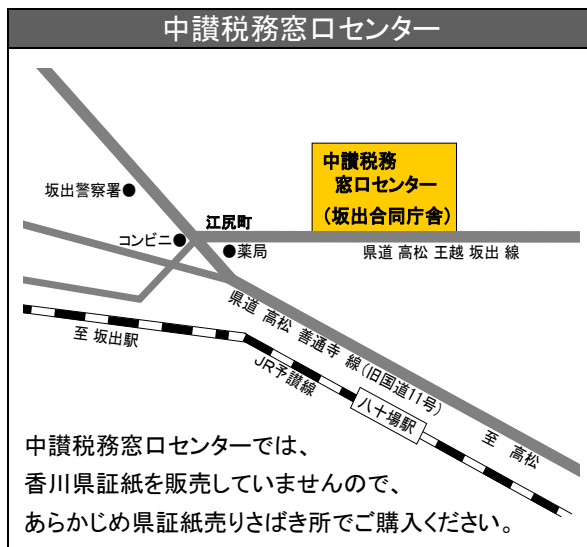 中讃税務窓口センター
中讃税務
窓口センター
(坂出合同庁舎)
坂出警察署●
江尻町
コンビニ●
●薬局
県道 高松 王越 坂出 線
県道 高松 善通寺 線(旧国道11号)
至 坂出駅
JR予讃線
八十場駅
至 高松
中讃税務窓口センターでは、
香川県証紙を販売していませんので、
あらかじめ県証紙売りさばき所でご購入ください。